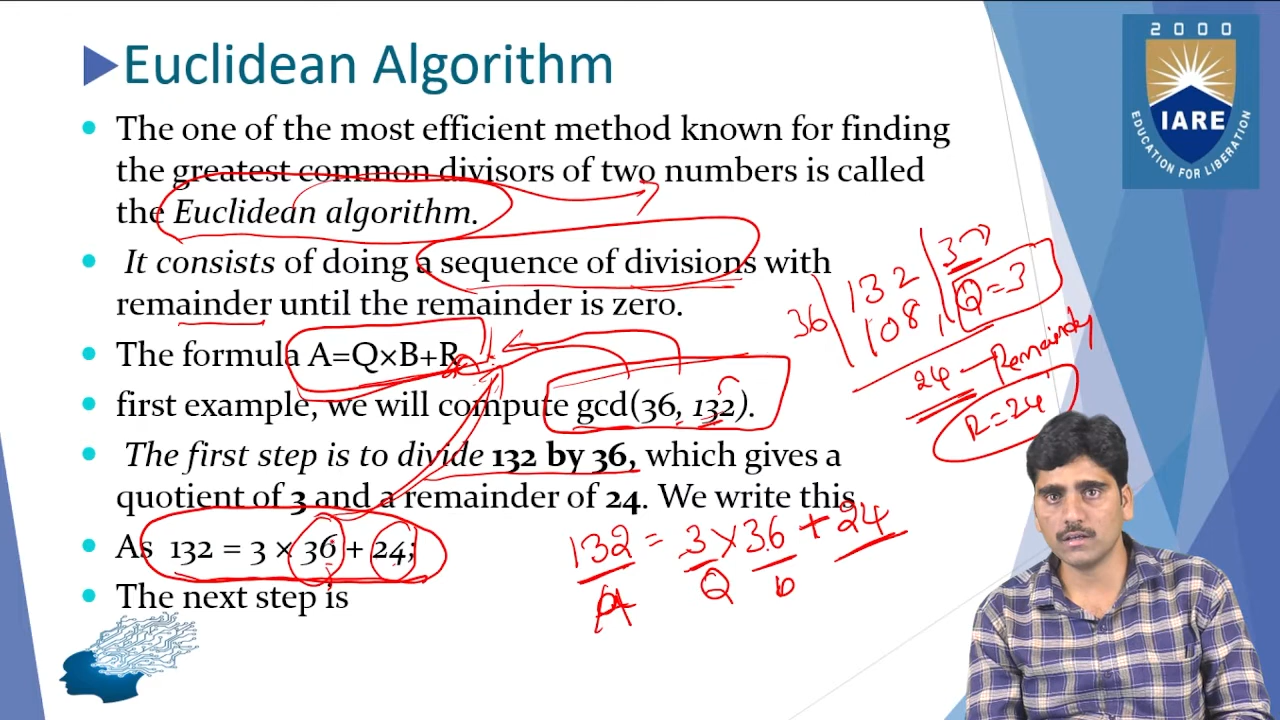 Euclidean Algorithm
The one of the most efficient method known for finding
the greatest common divisors of two numbers is called
the Euclidean algorithm.
It consists of doing a sequence of divisions with
remainder until the remainder is zero.
The formula A=Q×B+R
first example, we will compute gcd(36, 132).
The first step is to divide 132 by 36, which gives a
quotient of 3 and a remainder of 24. We write this
As 132 = 3 × 36 + 24;
The next step is
2000
IARE
EDUCATION FOR LIBERATION
36 132 3
108 Q=3
24 Remainder
R=24
132 = 3×36 + 24
A Q b